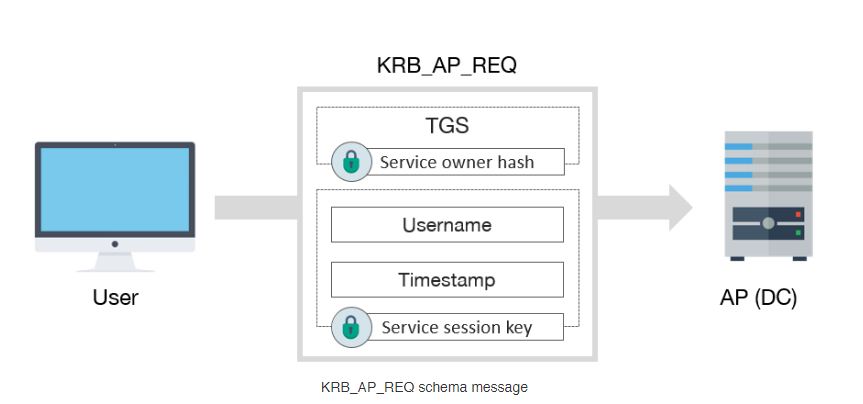 KRB_AP_REQ
TGS
Service owner hash
Username
Timestamp
Service session key
User
AP (DC)
KRB_AP_REQ schema message